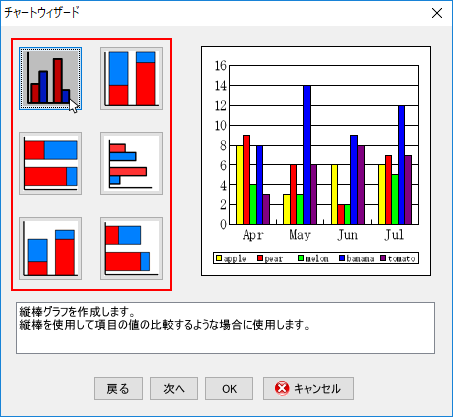 チャートウィザード
16
14
12
10
8
6
4
2
0
Apr May Jun Jul
apple pear melon banana tomato
縦棒グラフを作成します。
縦棒を使用して項目の値の比較するような場合に使用します。
戻る 次へ OK キャンセル